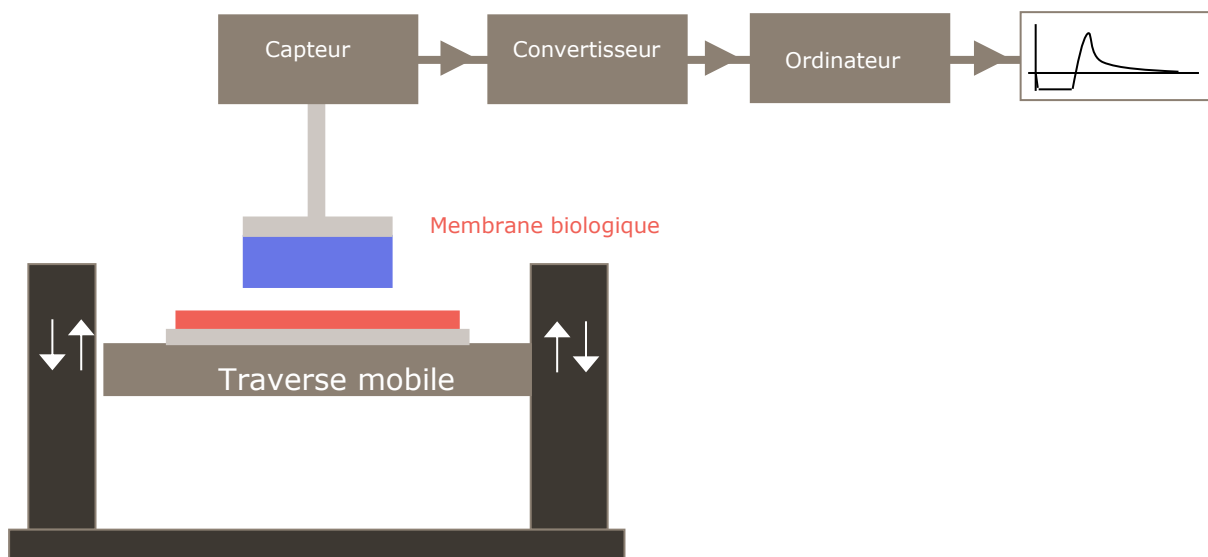 Capteur
Convertisseur
Ordinateur
Membrane biologique
Traverse mobile